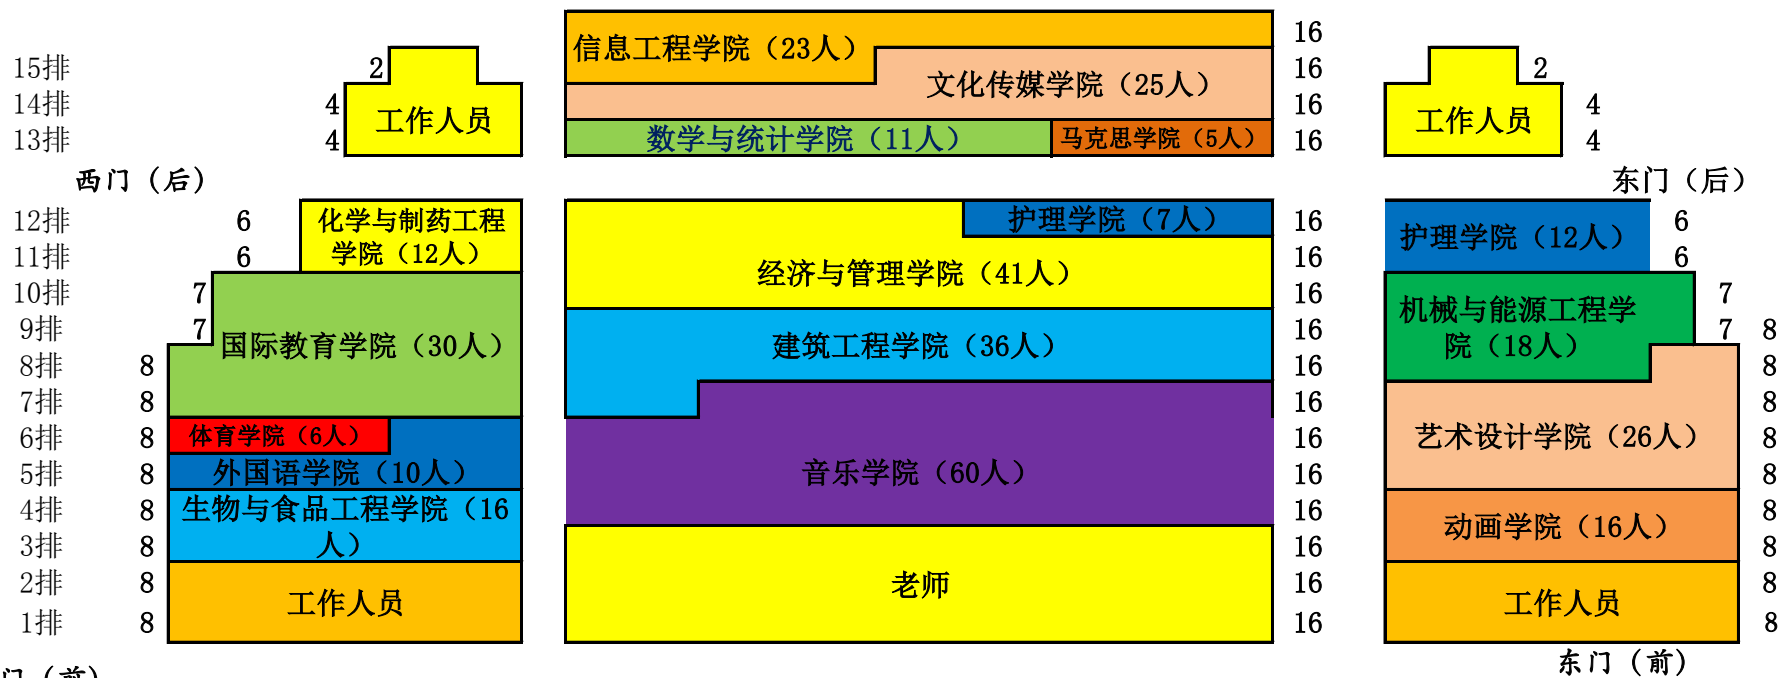 信息工程学院（23人）
16
15排
2
文化传媒学院（25人）
16
2
14排
4
工作人员
16
工作人员
4
13排
4
数学与统计学院（11人）
马克思学院（5人）
16
4
西门（后）
东门（后）
12排
6
化学与制药工程
学院（12人）
护理学院（7人）
16
护理学院（12人）
6
11排
6
经济与管理学院（41人）
16
6
10排
7
16
机械与能源工程学
院（18人）
7
9排
7
国际教育学院（30人）
建筑工程学院（36人）
16
7
8
8排
8
16
8
7排
8
16
8
6排
8
体育学院（6人）
16
艺术设计学院（26人）
8
5排
8
外国语学院（10人）
音乐学院（60人）
16
8
4排
8
生物与食品工程学院（16
人）
16
动画学院（16人）
8
3排
8
16
8
2排
8
工作人员
老师
16
工作人员
8
1排
8
16
8
门（前）
东门（前）